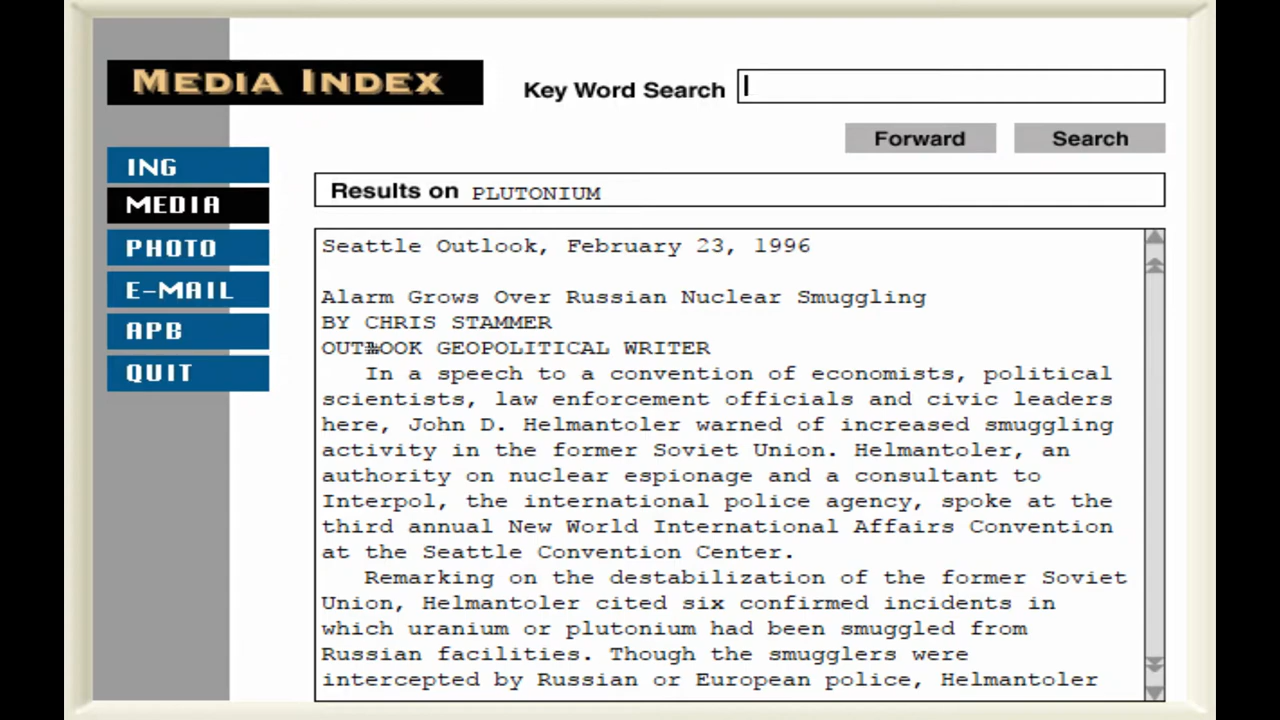 MEDIA INDEX
Key Word Search
Forward
Search
ING
MEDIA
PHOTO
E-MAIL
APB
QUIT
Results on PLUTONIUM
Seattle Outlook, February 23, 1996
Alarm Grows Over Russian Nuclear Smuggling
BY CHRIS STAMMER
OUTLOOK GEOPOLITICAL WRITER
In a speech to a convention of economists, political
scientists, law enforcement officials and civic leaders
here, John D. Helmantoler warned of increased smuggling
activity in the former Soviet Union. Helmantoler, an
authority on nuclear espionage and a consultant to
Interpol, the international police agency, spoke at the
third annual New World International Affairs Convention
at the Seattle Convention Center.
Remarking on the destabilization of the former Soviet
Union, Helmantoler cited six confirmed incidents in
which uranium or plutonium had been smuggled from
Russian facilities. Though the smugglers were
intercepted by Russian or European police, Helmantoler